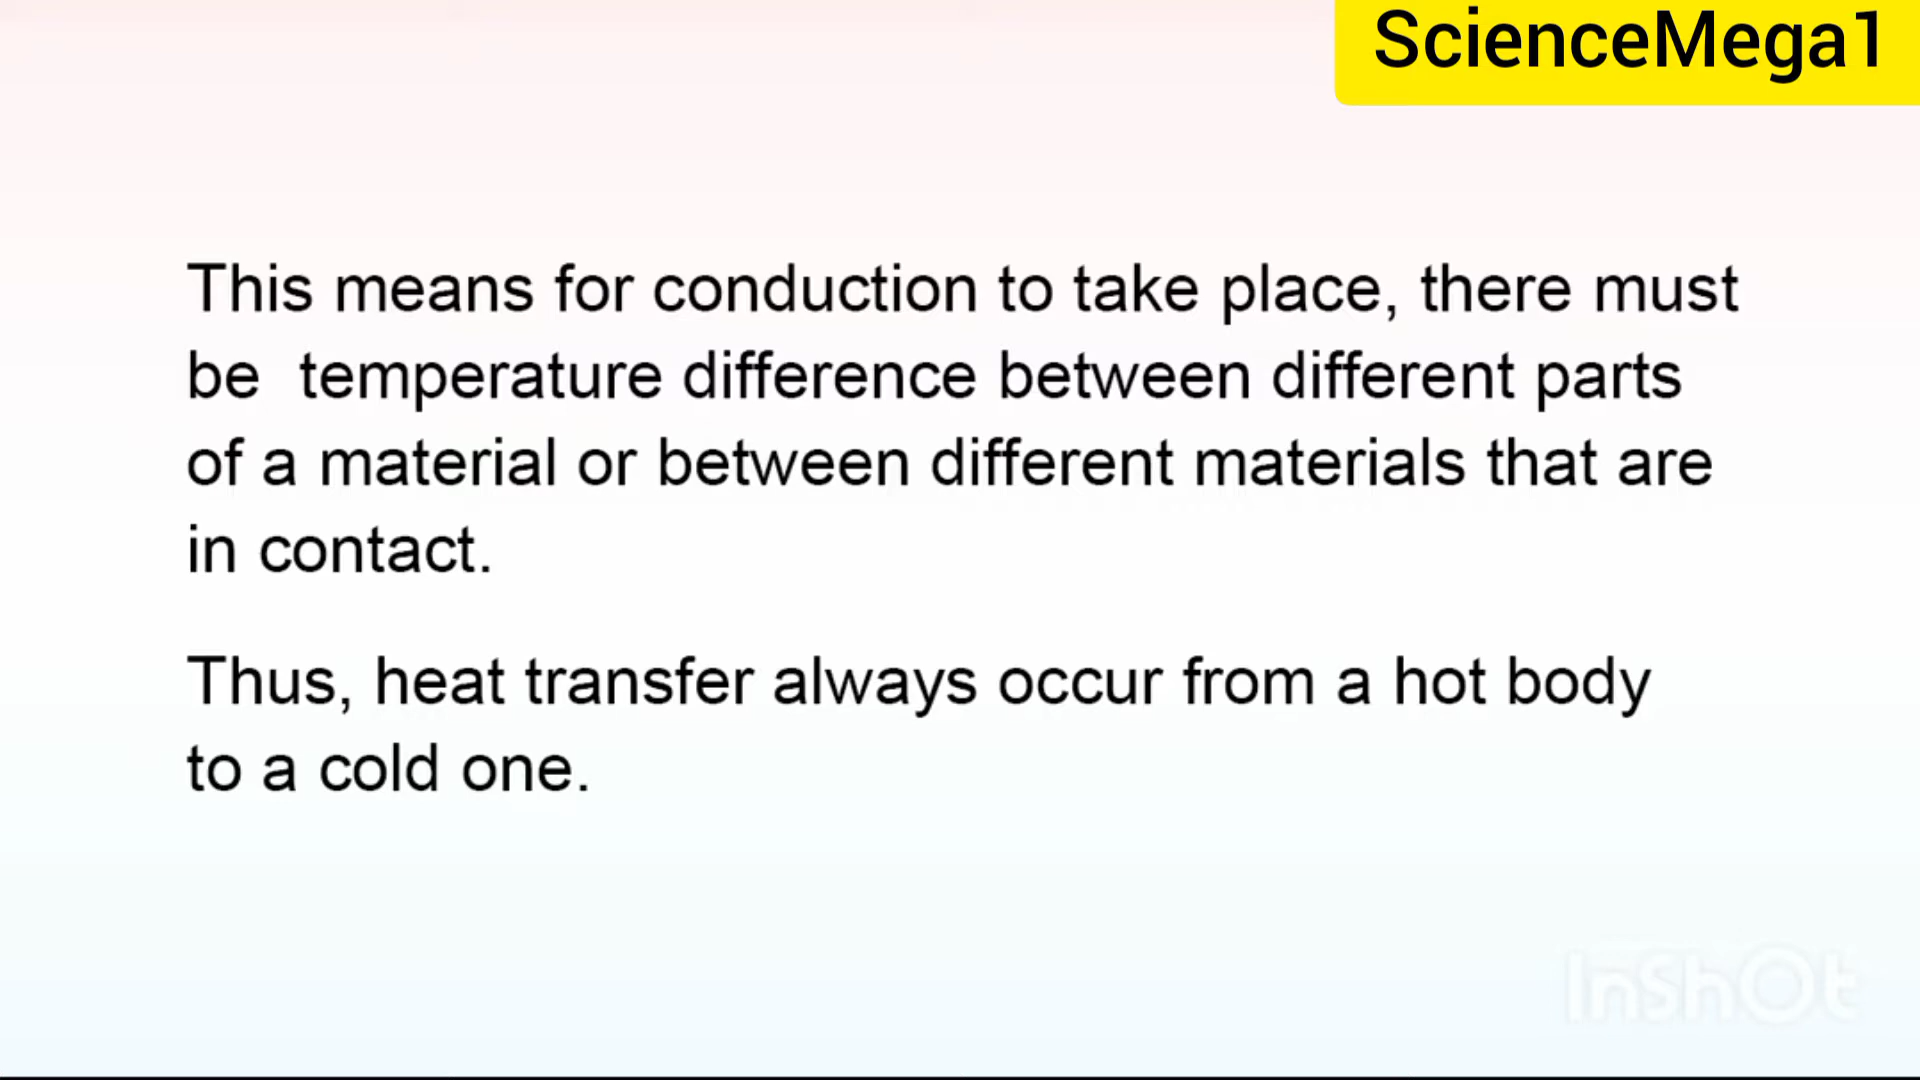 ScienceMega1
This means for conduction to take place, there must
be  temperature difference between different parts
of a material or between different materials that are
in contact.
Thus, heat transfer always occur from a hot body
to a cold one.
InShOt